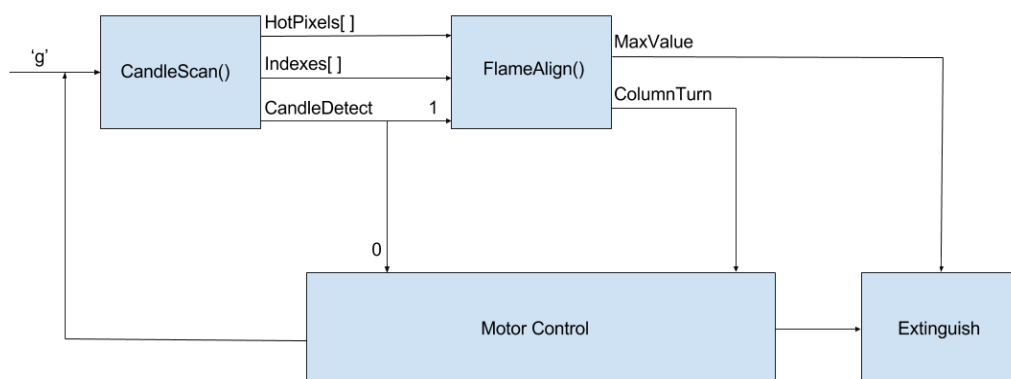 HotPixels[ ]
MaxValue
‘g’
CandleScan()
Indexes[ ]
FlameAlign()
ColumnTurn
CandleDetect
1
0
Motor Control
Extinguish